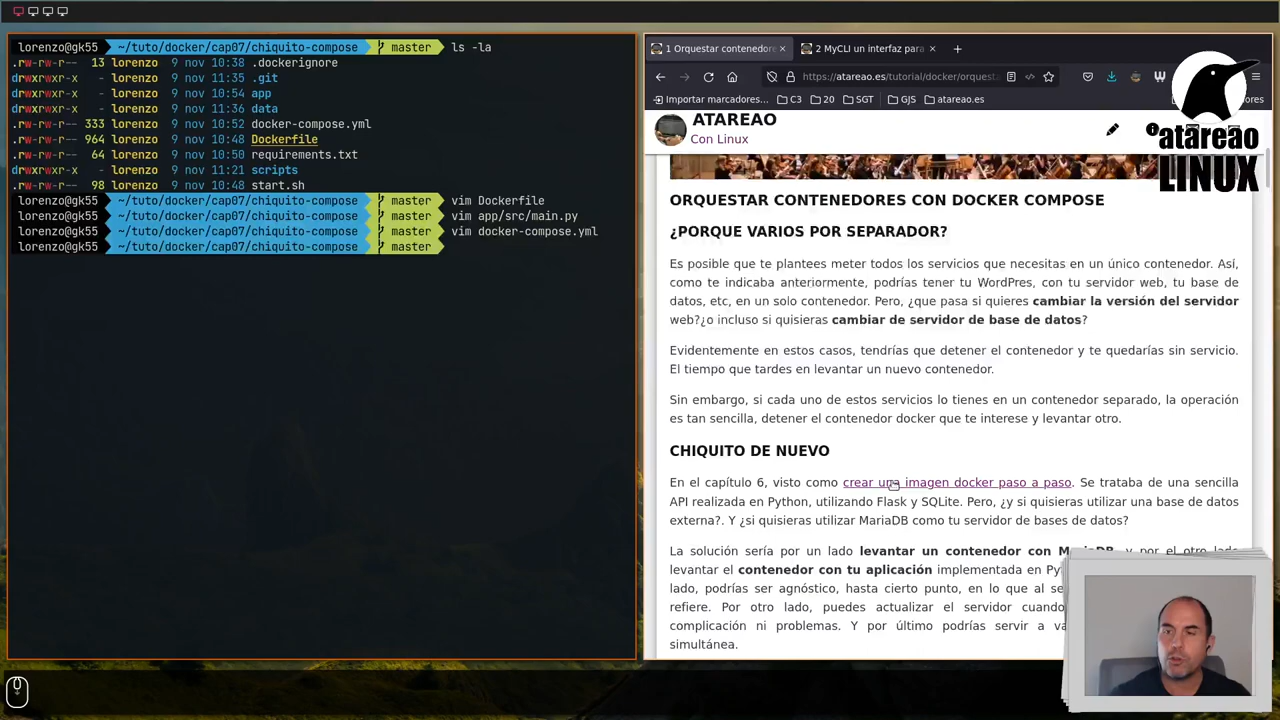 lorenzo@gk55 ~/tuto/docker/cap07/chiquito-compose master ls -la
.rw-rw-r-- 13 lorenzo 9 nov 10:38 .dockerignore
drwxrwxr-x - lorenzo 9 nov 11:35 .git
drwxrwxr-x - lorenzo 9 nov 10:54 app
drwxrwxr-x - lorenzo 9 nov 11:36 data
.rw-rw-r-- 333 lorenzo 9 nov 10:52 docker-compose.yml
.rw-rw-r-- 964 lorenzo 9 nov 10:48 Dockerfile
.rw-rw-r-- 64 lorenzo 9 nov 10:50 requirements.txt
drwxrwxr-x - lorenzo 9 nov 11:21 scripts
.rw-rw-r-- 98 lorenzo 9 nov 10:48 start.sh
lorenzo@gk55 ~/tuto/docker/cap07/chiquito-compose master vim Dockerfile
lorenzo@gk55 ~/tuto/docker/cap07/chiquito-compose master vim app/src/main.py
lorenzo@gk55 ~/tuto/docker/cap07/chiquito-compose master vim docker-compose.yml
lorenzo@gk55 ~/tuto/docker/cap07/chiquito-compose master
1 Orquestar contenedores 2 MyCLI un interfaz para
https://atareao.es/tutorial/docker/orquest
Importar marcadores... C3 20 SGT GJS atareao.es
ATAREAO
Con Linux
atareao
LINUX
ORQUESTAR CONTENEDORES CON DOCKER COMPOSE
¿PORQUE VARIOS POR SEPARADOR?
Es posible que te plantees meter todos los servicios que necesitas en un único contenedor. Así,
como te indicaba anteriormente, podrías tener tu WordPres, con tu servidor web, tu base de
datos, etc, en un solo contenedor. Pero, ¿que pasa si quieres cambiar la versión del servidor
web?¿o incluso si quisieras cambiar de servidor de base de datos?
Evidentemente en estos casos, tendrías que detener el contenedor y te quedarías sin servicio.
El tiempo que tardes en levantar un nuevo contenedor.
Sin embargo, si cada uno de estos servicios lo tienes en un contenedor separado, la operación
es tan sencilla, detener el contenedor docker que te interese y levantar otro.
CHIQUITO DE NUEVO
En el capítulo 6, visto como crear una imagen docker paso a paso. Se trataba de una sencilla
API realizada en Python, utilizando Flask y SQLite. Pero, ¿y si quisieras utilizar una base de datos
externa?. Y ¿si quisieras utilizar MariaDB como tu servidor de bases de datos?
La solución sería por un lado levantar un contenedor con MariaDB, y por el otro lado
levantar el contenedor con tu aplicación implementada en Py
lado, podrías ser agnóstico, hasta cierto punto, en lo que al se
refiere. Por otro lado, puedes actualizar el servidor cuando
complicación ni problemas. Y por último podrías servir a va
simultánea.